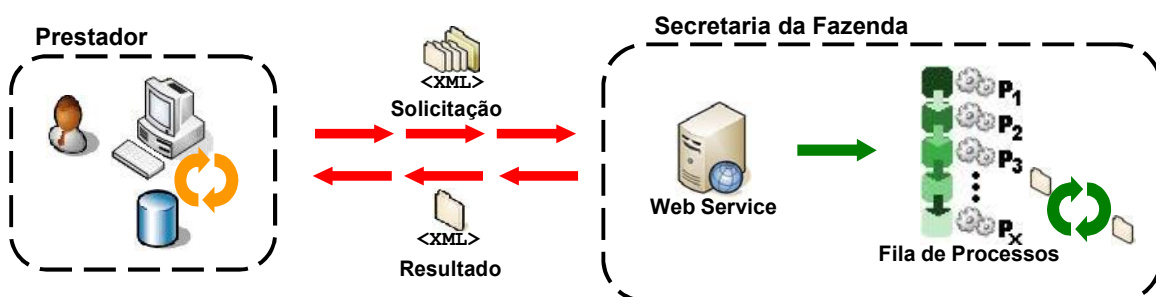 Prestador
<XML>
Solicitação
<XML>
Resultado
Secretaria da Fazenda
Web Service
P1
P2
P3
Px
Fila de Processos